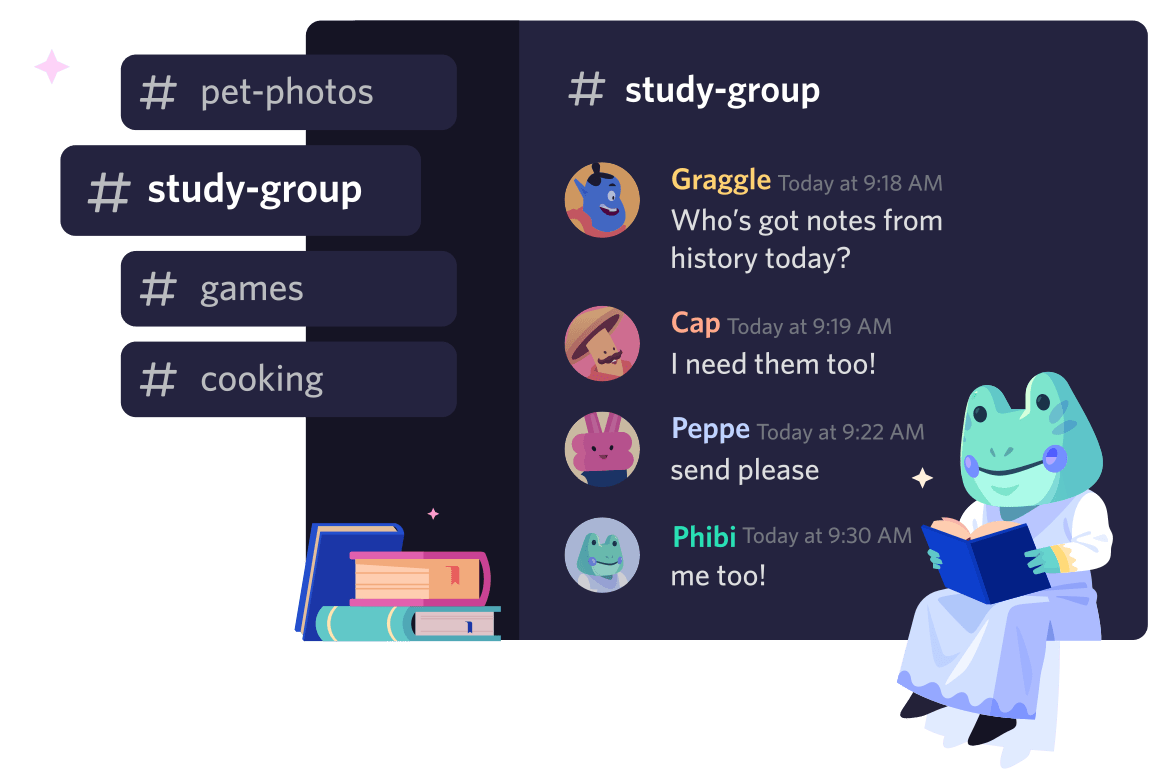 # pet-photos
# study-group
# games
# cooking
# study-group
Graggle Today at 9:18 AM
Who’s got notes from
history today?
Cap Today at 9:19 AM
I need them too!
Peppe Today at 9:22 AM
send please
Phibi Today at 9:30 AM
me too!